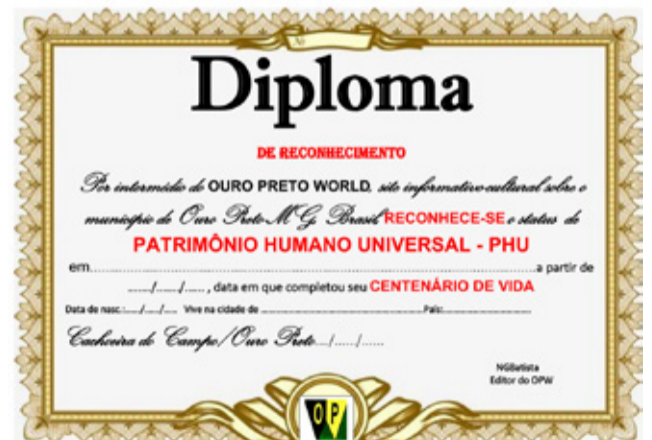 Diploma
DE RECONHECIMENTO
Por intermédio de OURO PRETO WORLD, site informativo-cultural sobre o
município de Ouro Preto-MG, Brasil, RECONHECE-SE o status de
PATRIMÔNIO HUMANO UNIVERSAL - PHU
em..........................................................................................a partir de
....../....../...... , data em que completou seu CENTENÁRIO DE VIDA
Data de nasc.:...../...../..... Vive na cidade de .......................................... País:..........................
Cachoeira do Campo/Ouro Preto..../....../......
NGBatista
Editor do OPW
OP